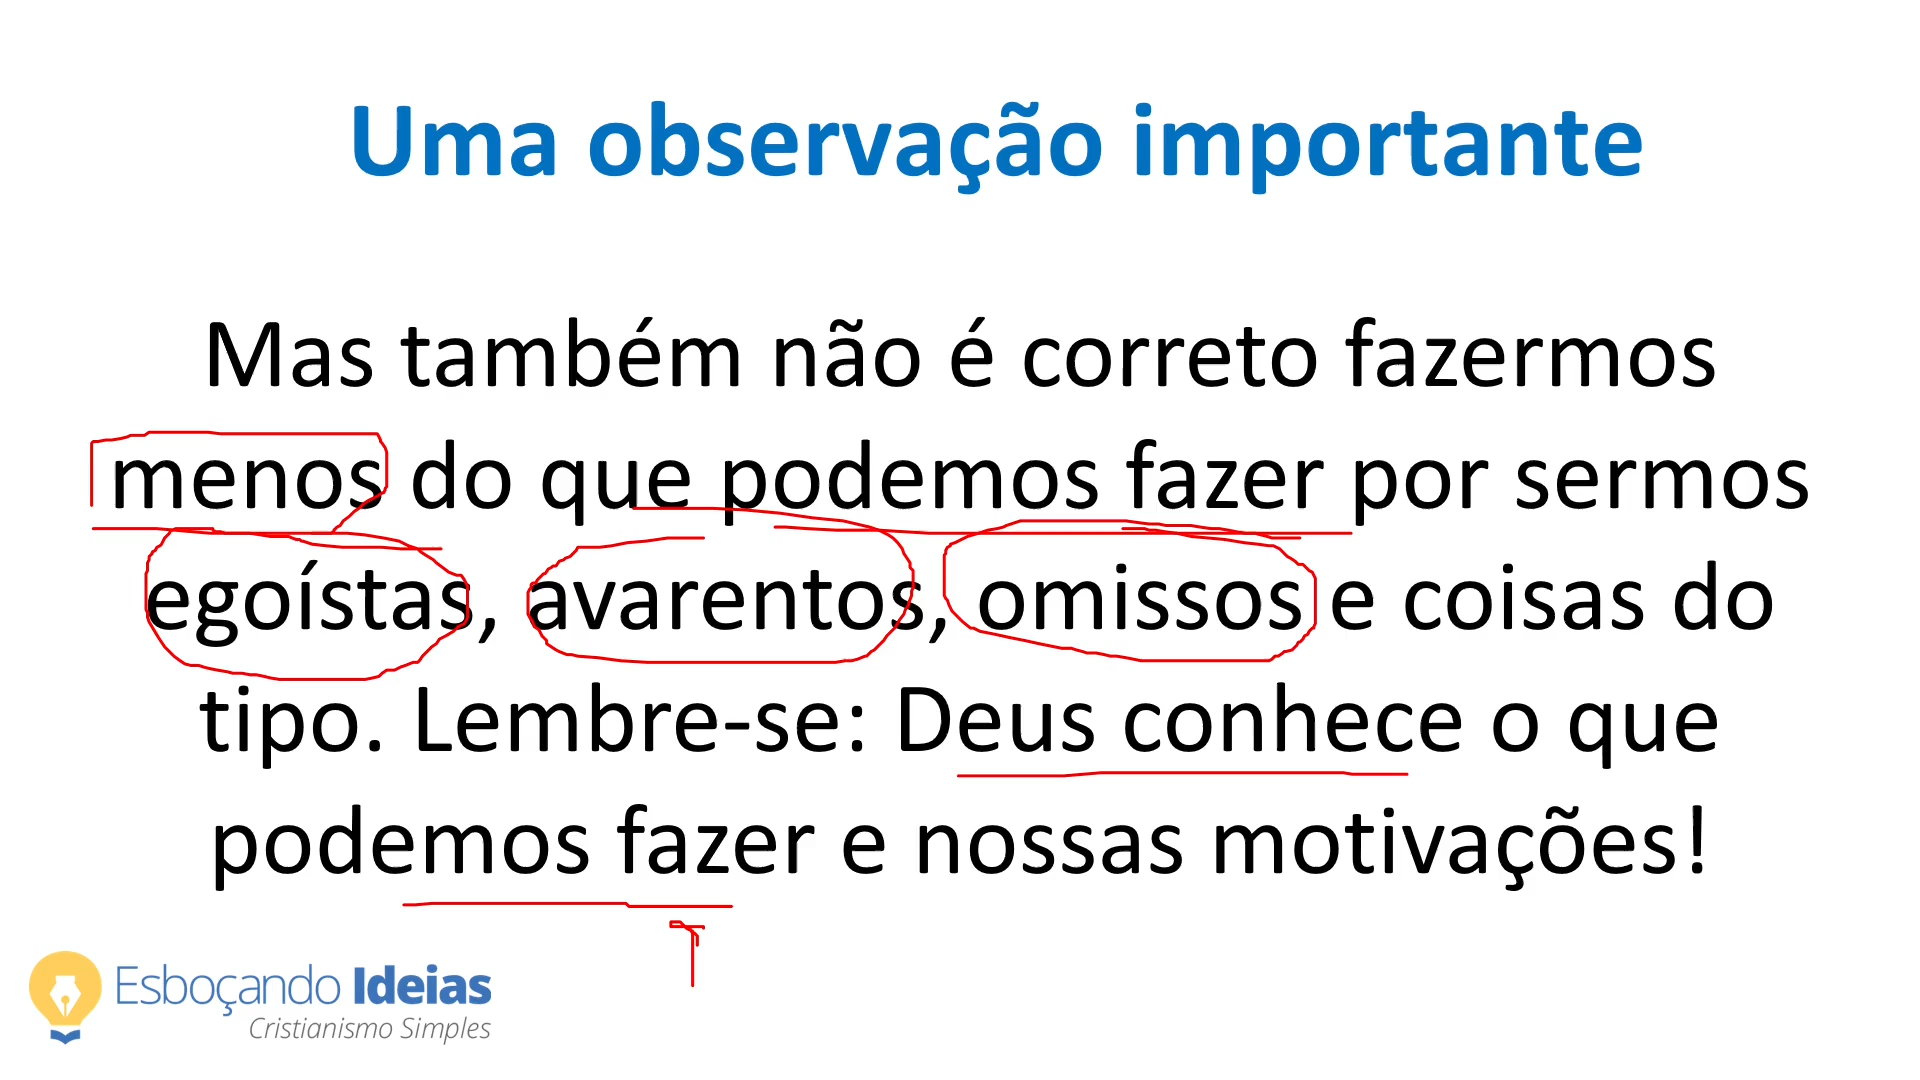 Uma observação importante
Mas também não é correto fazermos
menos do que podemos fazer por sermos
egoístas, avarentos, omissos e coisas do
tipo. Lembre-se: Deus conhece o que
podemos fazer e nossas motivações!
Esboçando Ideias
Cristianismo Simples